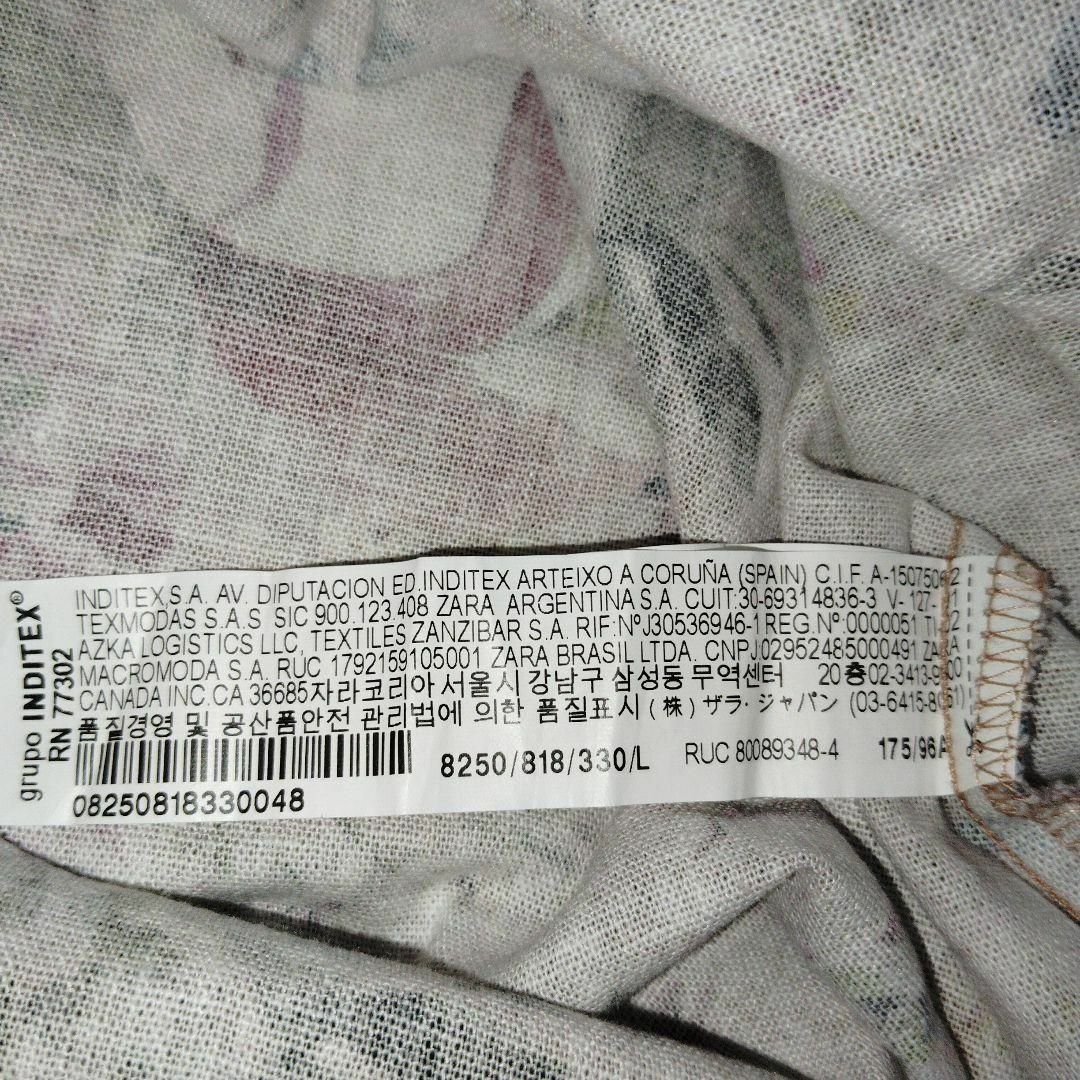 grupo INDITEX®
RN 77302
INDITEX,S.A. AV. DIPUTACION ED.INDITEX ARTEIXO A CORUÑA (SPAIN) C.I.F. A-150750
TEXMODAS S.A.S SIC 900.123.408 ZARA ARGENTINA S.A. CUIT:30-69314836-3 V-127-
AZKA LOGISTICS LLC, TEXTILES ZANZIBAR S.A. RIF:NºJ30536946-1 REG.Nº:0000051
MACROMODA S.A. RUC 1792159105001 ZARA BRASIL LTDA. CNPJ:02952485000491
CANADA INC.CA 36685자라코리아 서울시 강남구 삼성동 무역센터 20층02-3413-
품질경영 및 공산품안전 관리법에 의한 품질표시 (株) ザラ・ジャパン (03-6415-8061)
8250/818/330/L RUC 80089348-4 175/96A
08250818330048